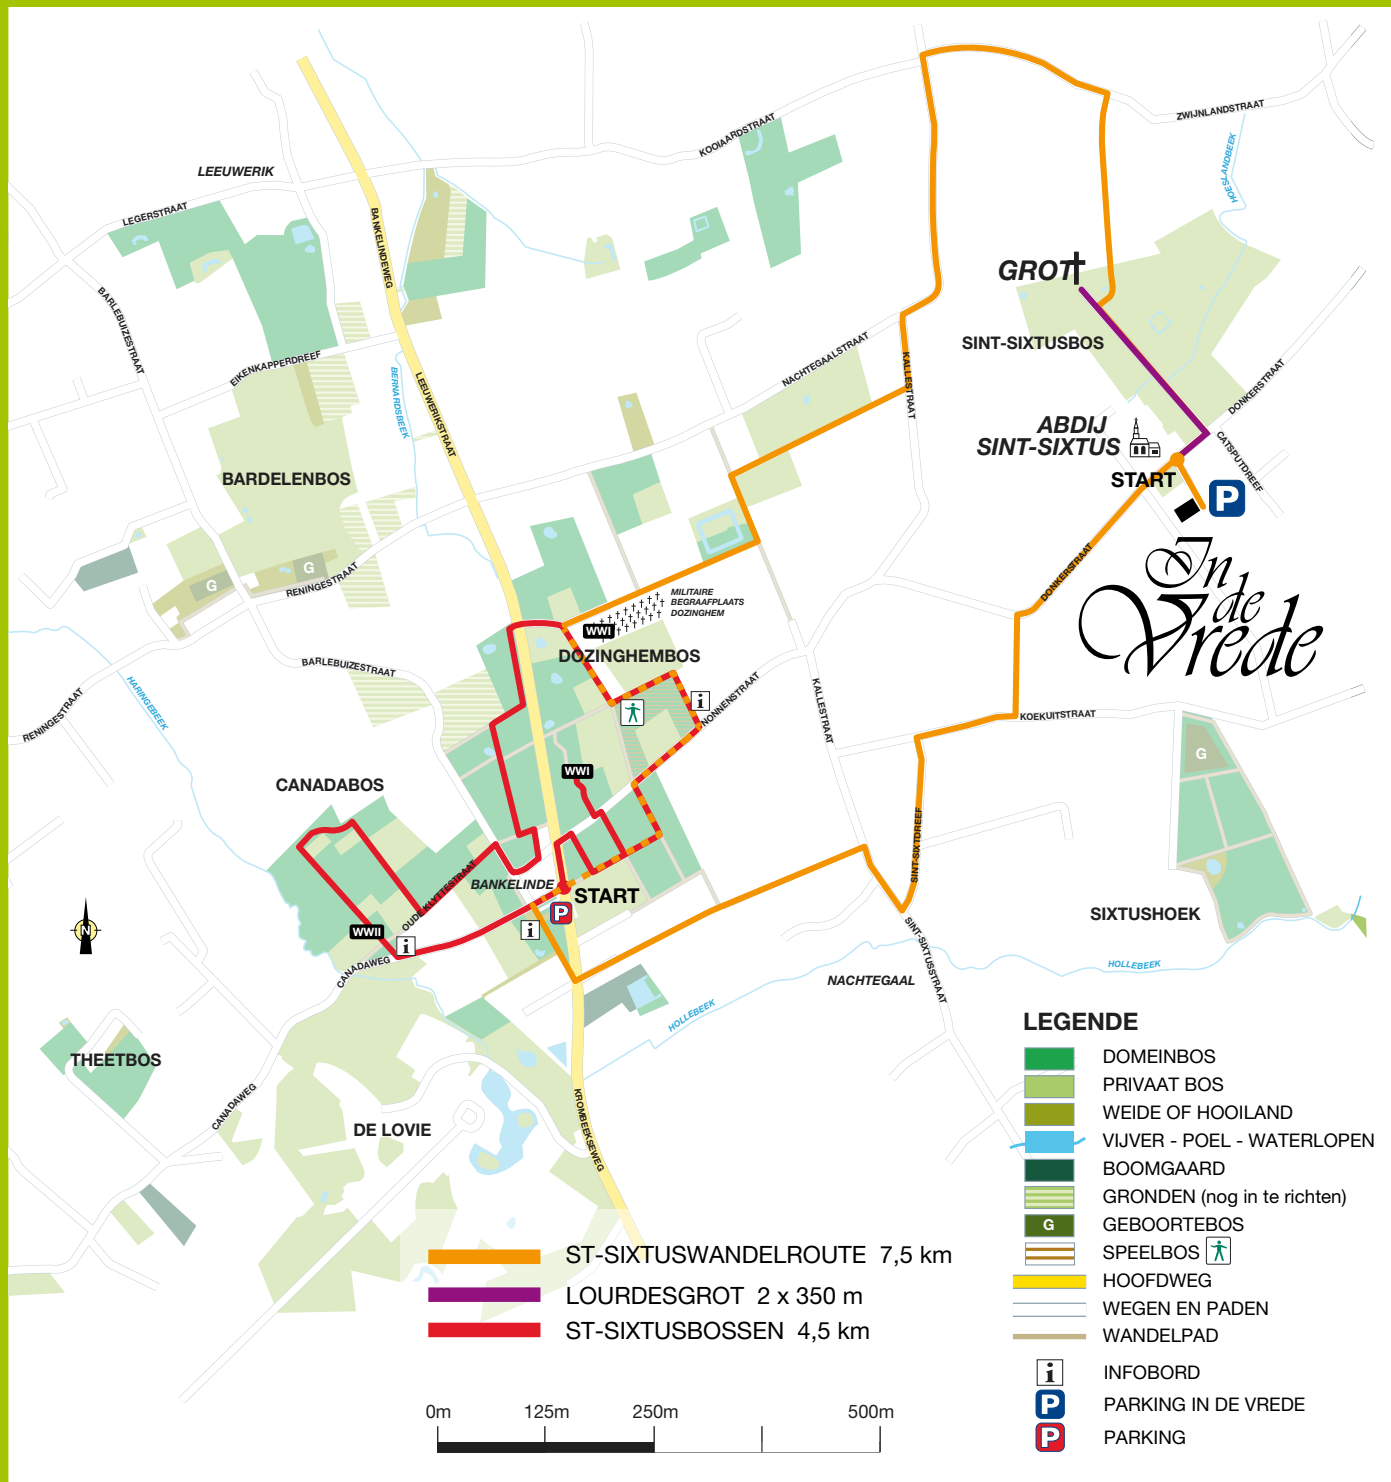 ZWIJNLANDSTRAAT
KOOIAARDSTRAAT
HOESLANDBEEK
LEEUWERIK
LEGERSTRAAT
BANKELINDEWEG
GROT
BARLEBUIZESTRAAT
SINT-SIXTUSBOS
NACHTEGAALSTRAAT
KALLESTRAAT
EIKENKAPPERDREEF
BERNARDSBEEK
LEEUWERIKSTRAAT
DONKERSTRAAT
ABDIJ
SINT-SIXTUS
CATSPUTDREEF
BARDELENBOS
START
P
In
de
Vrede
G
G
RENINGESTRAAT
DONKERSTRAAT
MILITAIRE
BEGRAAFPLAATS
DOZINGHEM
WWI
DOZINGHEMBOS
BARLEBUIZESTRAAT
HARINGEBEEK
RENINGESTRAAT
i
NONNENSTRAAT
KALLESTRAAT
KOEKUITSTRAAT
G
WWI
CANADABOS
SINT-SIXTDREEF
OUDE KLYTTESTRAAT
BANKELINDE
START
P
SIXTUSHOEK
WWII
i
i
N
CANADAWEG
SINT-SIXTUSSTRAAT
HOLLEBEEK
NACHTEGAAL
HOLLEBEEK
THEETBOS
CANADAWEG
DE LOVIE
KROMBEEKSEWEG
LEGENDE
DOMEINBOS
PRIVAAT BOS
WEIDE OF HOOILAND
VIJVER - POEL - WATERLOPEN
BOOMGAARD
GRONDEN (nog in te richten)
G GEBOORTEBOS
SPEELBOS
HOOFDWEG
WEGEN EN PADEN
WANDELPAD
i INFOBORD
P PARKING IN DE VREDE
P PARKING
ST-SIXTUSWANDELROUTE 7,5 km
LOURDESGROT 2 x 350 m
ST-SIXTUSBOSSEN 4,5 km
0m 125m 250m 500m